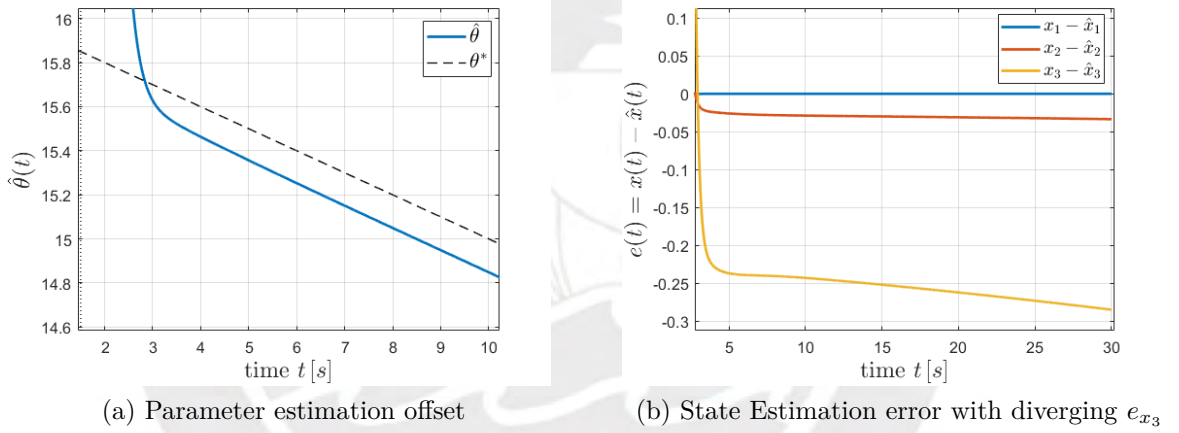 16
15.8
15.6
15.4
15.2
15
14.8
14.6
2 3 4 5 6 7 8 9 10
θ̂(t)
time t [s]
θ̂
θ*
(a) Parameter estimation offset
0.1
0.05
0
-0.05
-0.1
-0.15
-0.2
-0.25
-0.3
5 10 15 20 25 30
e(t) = x(t) − x̂(t)
time t [s]
x₁ − x̂₁
x₂ − x̂₂
x₃ − x̂₃
(b) State Estimation error with diverging eₓ₃